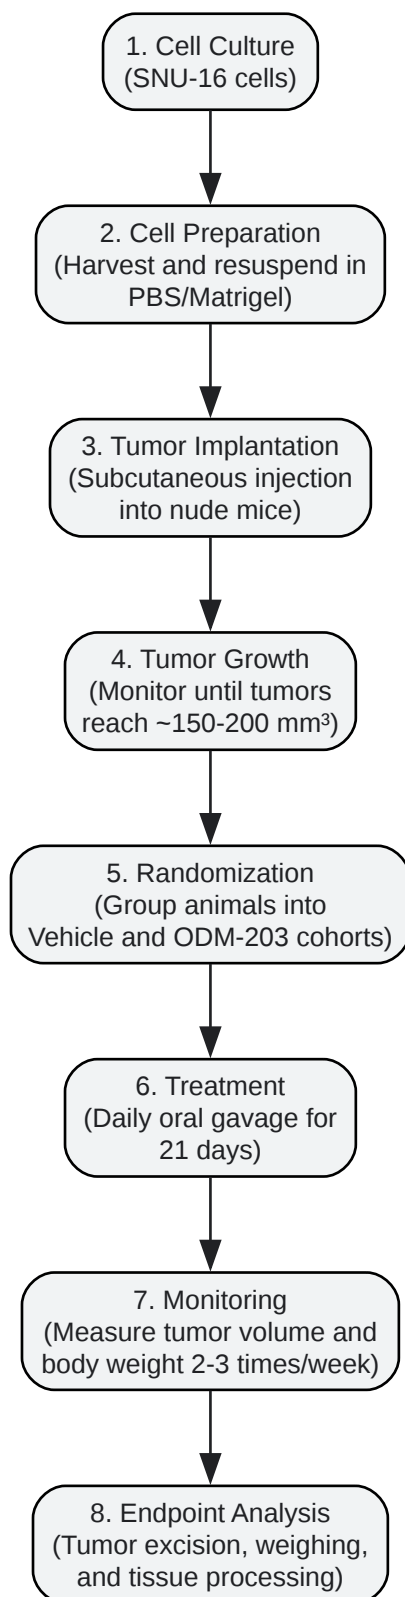 1. Cell Culture
(SNU-16 cells)
2. Cell Preparation
(Harvest and resuspend in
PBS/Matrigel)
3. Tumor Implantation
(Subcutaneous injection
into nude mice)
4. Tumor Growth
(Monitor until tumors
reach ~150-200 mm³)
5. Randomization
(Group animals into
Vehicle and ODM-203 cohorts)
6. Treatment
(Daily oral gavage for
21 days)
7. Monitoring
(Measure tumor volume and
body weight 2-3 times/week)
8. Endpoint Analysis
(Tumor excision, weighing,
and tissue processing)